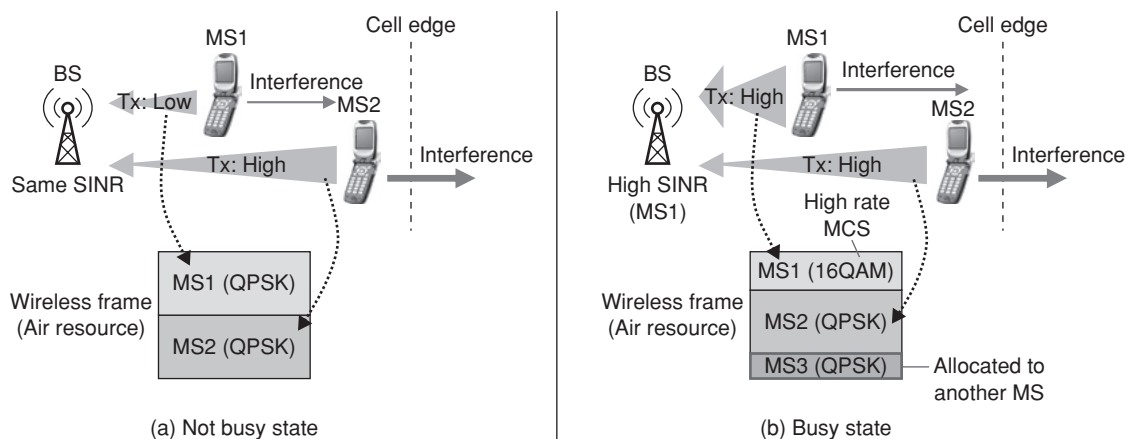 MS1
Cell edge
BS
Interference
Tx: Low
MS2
Tx: High
Interference
Same SINR
MS1 (QPSK)
Wireless frame
(Air resource)
MS2 (QPSK)
(a) Not busy state
MS1
Cell edge
BS
Interference
Tx: High
MS2
Tx: High
Interference
High SINR
(MS1)
High rate
MCS
MS1 (16QAM)
Wireless frame
(Air resource)
MS2 (QPSK)
MS3 (QPSK)
Allocated to
another MS
(b) Busy state